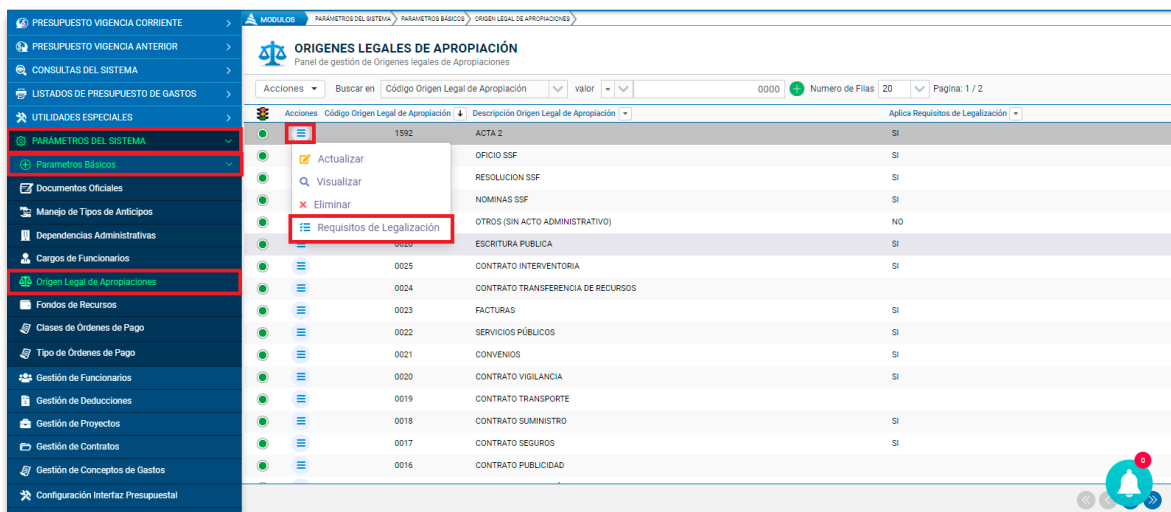 PRESUPUESTO VIGENCIA CORRIENTE
PRESUPUESTO VIGENCIA ANTERIOR
CONSULTAS DEL SISTEMA
LISTADOS DE PRESUPUESTO DE GASTOS
UTILIDADES ESPECIALES
PARÁMETROS DEL SISTEMA
Parametros Básicos
Documentos Oficiales
Manejo de Tipos de Anticipos
Dependencias Administrativas
Cargos de Funcionarios
Origen Legal de Apropiaciones
Fondos de Recursos
Clases de Órdenes de Pago
Tipo de Órdenes de Pago
Gestión de Funcionarios
Gestión de Deducciones
Gestión de Proyectos
Gestión de Contratos
Gestión de Conceptos de Gastos
Configuración Interfaz Presupuestal
MODULOS PARÁMETROS DEL SISTEMA PARAMETROS BÁSICOS ORIGEN LEGAL DE APROPIACIONES
ORIGENES LEGALES DE APROPIACIÓN
Panel de gestión de Origenes legales de Apropiaciones
Acciones Buscar en Código Origen Legal de Apropiación valor = 0000 Numero de Filas 20 Pagina: 1 / 2
Acciones Código Origen Legal de Apropiación Descripción Origen Legal de Apropiación Aplica Requisitos de Legalización
1592 ACTA 2 SI
OFICIO SSF SI
RESOLUCION SSF SI
NOMINAS SSF SI
OTROS (SIN ACTO ADMINISTRATIVO) NO
Actualizar
Visualizar
Eliminar
Requisitos de Legalización
0026 ESCRITURA PUBLICA SI
0025 CONTRATO INTERVENTORIA SI
0024 CONTRATO TRANSFERENCIA DE RECURSOS
0023 FACTURAS SI
0022 SERVICIOS PÚBLICOS SI
0021 CONVENIOS SI
0020 CONTRATO VIGILANCIA SI
0019 CONTRATO TRANSPORTE
0018 CONTRATO SUMINISTRO SI
0017 CONTRATO SEGUROS SI
0016 CONTRATO PUBLICIDAD
0